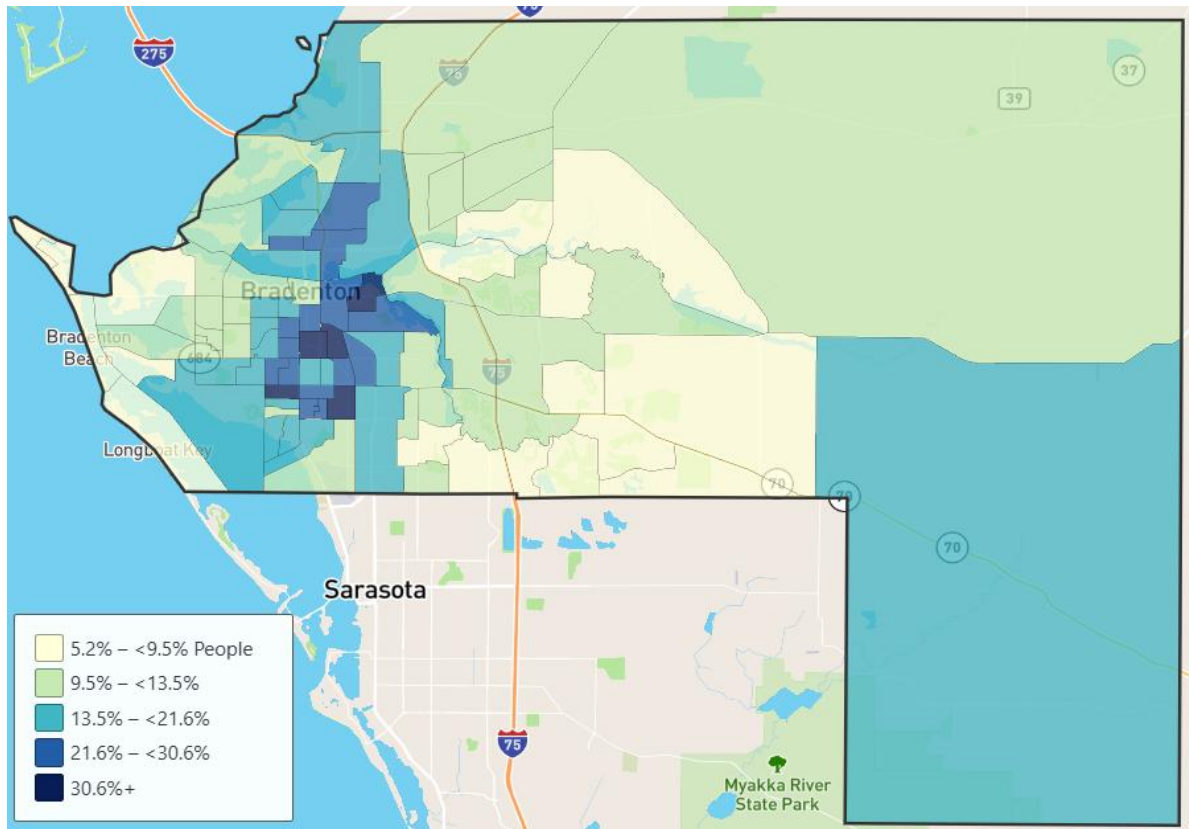 75
275
75
37
39
Bradenton
Bradenton
Beach
684
75
Longboat Key
70
70
70
Sarasota
5.2% – <9.5% People
9.5% – <13.5%
13.5% – <21.6%
21.6% – <30.6%
30.6%+
75
Myakka River
State Park